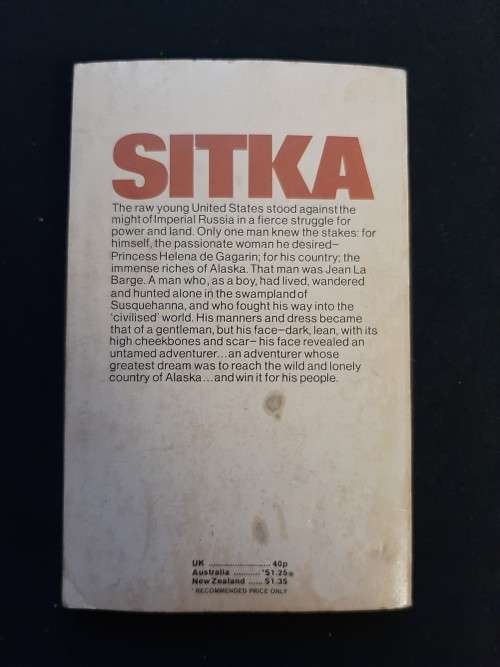 SITKA
The raw young United States stood against the
might of Imperial Russia in a fierce struggle for
power and land. Only one man knew the stakes: for
himself, the passionate woman he desired–
Princess Helena de Gagarin; for his country; the
immense riches of Alaska. That man was Jean La
Barge. A man who, as a boy, had lived, wandered
and hunted alone in the swampland of
Susquehanna, and who fought his way into the
'civilised' world. His manners and dress became
that of a gentleman, but his face–dark, lean, with its
high cheekbones and scar– his face revealed an
untamed adventurer...an adventurer whose
greatest dream was to reach the wild and lonely
country of Alaska...and win it for his people.
UK .......................... 40p
Australia ........... *$1.25
New Zealand ...... $1.35
*RECOMMENDED PRICE ONLY